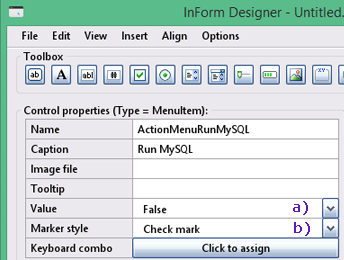 InForm Designer - Untitled.
File Edit View Insert Align Options
Toolbox
ab A abl
Control properties (Type = MenuItem):
Name ActionMenuRunMySQL
Caption Run MySQL
Image file
Tooltip
Value False a)
Marker style Check mark b)
Keyboard combo Click to assign